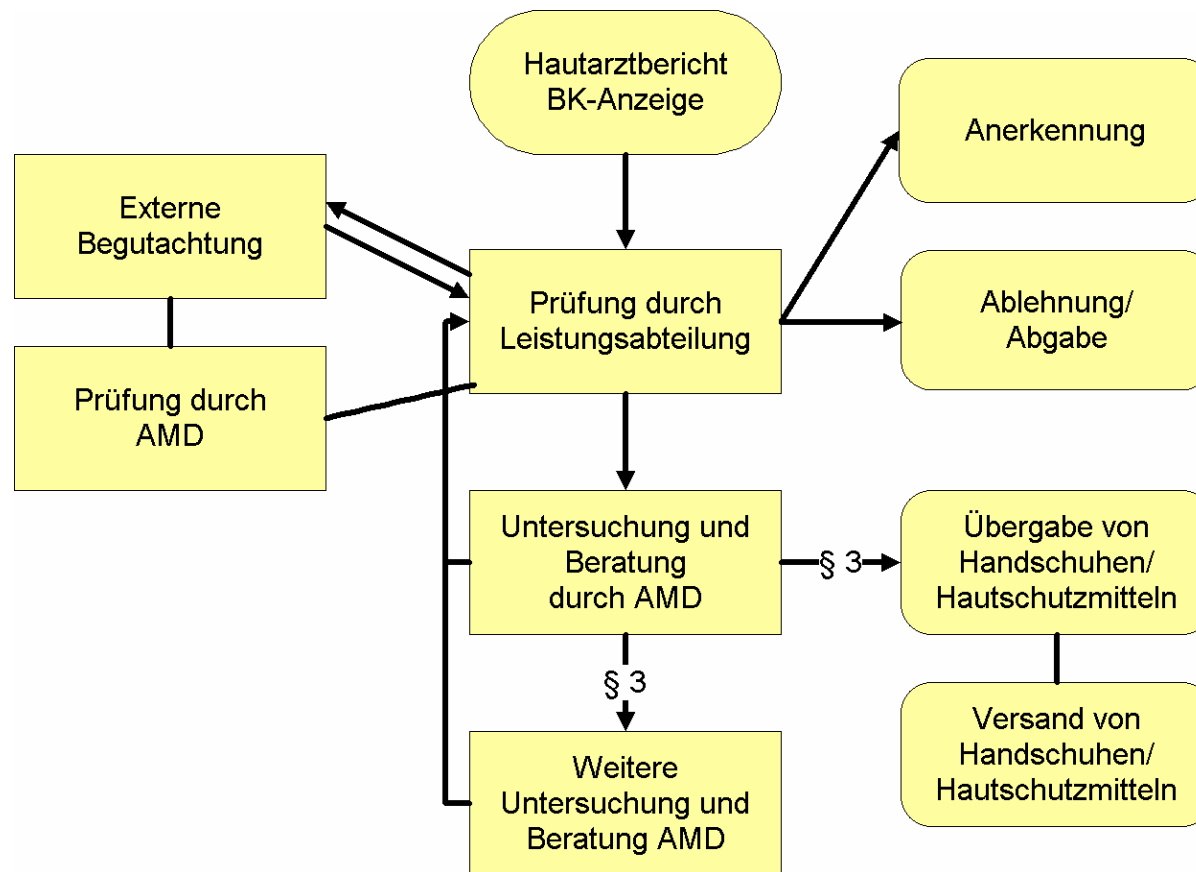 Hautarztbericht
BK-Anzeige
Anerkennung
Externe
Begutachtung
Prüfung durch
Leistungsabteilung
Ablehnung/
Abgabe
Prüfung durch
AMD
Untersuchung und
Beratung
durch AMD
§ 3
Übergabe von
Handschuhen/
Hautschutzmitteln
§ 3
Versand von
Handschuhen/
Hautschutzmitteln
Weitere
Untersuchung und
Beratung AMD